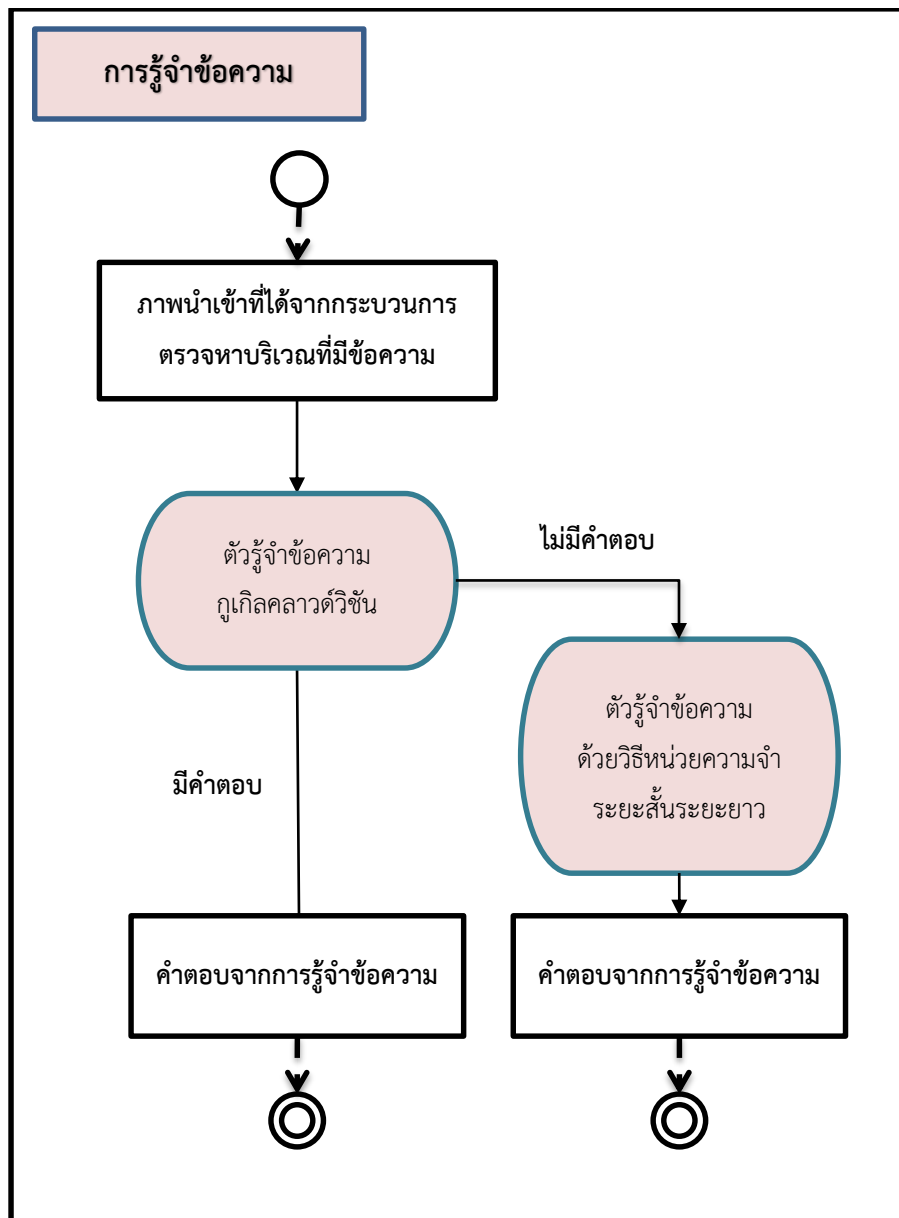 การรู้จำข้อความ
ภาพนำเข้าที่ได้จากกระบวนการ
ตรวจหาบริเวณที่มีข้อความ
ตัวรู้จำข้อความ
กูเกิลคลาวด์วิชัน
ไม่มีคำตอบ
ตัวรู้จำข้อความ
ด้วยวิธีหน่วยความจำ
ระยะสั้นระยะยาว
มีคำตอบ
คำตอบจากการรู้จำข้อความ
คำตอบจากการรู้จำข้อความ